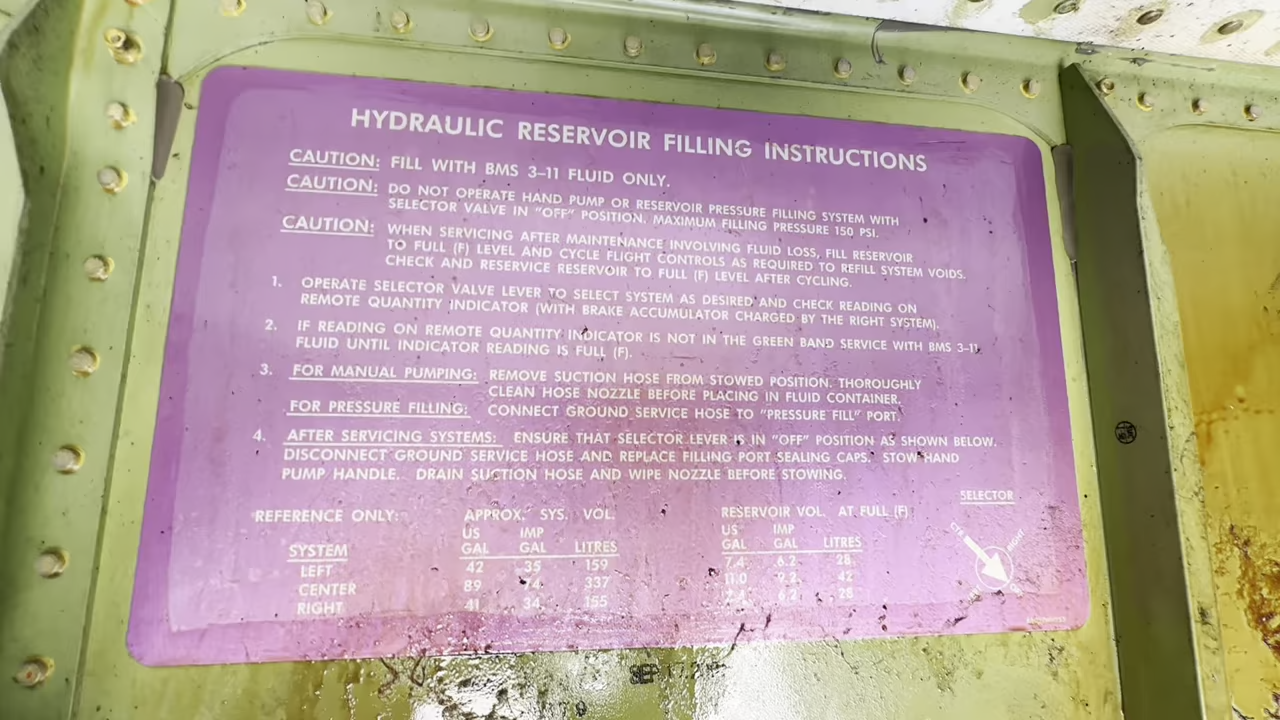 HYDRAULIC RESERVOIR FILLING INSTRUCTIONS
CAUTION: FILL WITH BMS 3–11 FLUID ONLY.
CAUTION: DO NOT OPERATE HAND PUMP OR RESERVOIR PRESSURE FILLING SYSTEM WITH
SELECTOR VALVE IN "OFF" POSITION. MAXIMUM FILLING PRESSURE 150 PSI.
CAUTION: WHEN SERVICING AFTER MAINTENANCE INVOLVING FLUID LOSS, FILL RESERVOIR
TO FULL (F) LEVEL AND CYCLE FLIGHT CONTROLS AS REQUIRED TO REFILL SYSTEM VOIDS.
CHECK AND RESERVICE RESERVOIR TO FULL (F) LEVEL AFTER CYCLING.
1. OPERATE SELECTOR VALVE LEVER TO SELECT SYSTEM AS DESIRED AND CHECK READING ON
REMOTE QUANTITY INDICATOR (WITH BRAKE ACCUMULATOR CHARGED BY THE RIGHT SYSTEM).
2. IF READING ON REMOTE QUANTITY INDICATOR IS NOT IN THE GREEN BAND SERVICE WITH BMS 3–11
FLUID UNTIL INDICATOR READING IS FULL (F).
3. FOR MANUAL PUMPING: REMOVE SUCTION HOSE FROM STOWED POSITION. THOROUGHLY
CLEAN HOSE NOZZLE BEFORE PLACING IN FLUID CONTAINER.
FOR PRESSURE FILLING: CONNECT GROUND SERVICE HOSE TO "PRESSURE FILL" PORT.
4. AFTER SERVICING SYSTEMS: ENSURE THAT SELECTOR LEVER IS IN "OFF" POSITION AS SHOWN BELOW.
DISCONNECT GROUND SERVICE HOSE AND REPLACE FILLING PORT SEALING CAPS. STOW HAND
PUMP HANDLE. DRAIN SUCTION HOSE AND WIPE NOZZLE BEFORE STOWING.
SELECTOR
REFERENCE ONLY: APPROX. SYS. VOL. RESERVOIR VOL. AT FULL (F)
US IMP US IMP
SYSTEM GAL GAL LITRES GAL GAL LITRES
LEFT 42 35 159 7.4 6.2 28
CENTER 89 337 11.0 9.2 42
RIGHT 41 34 155 6.2 28
CTR RIGHT
SEP 17